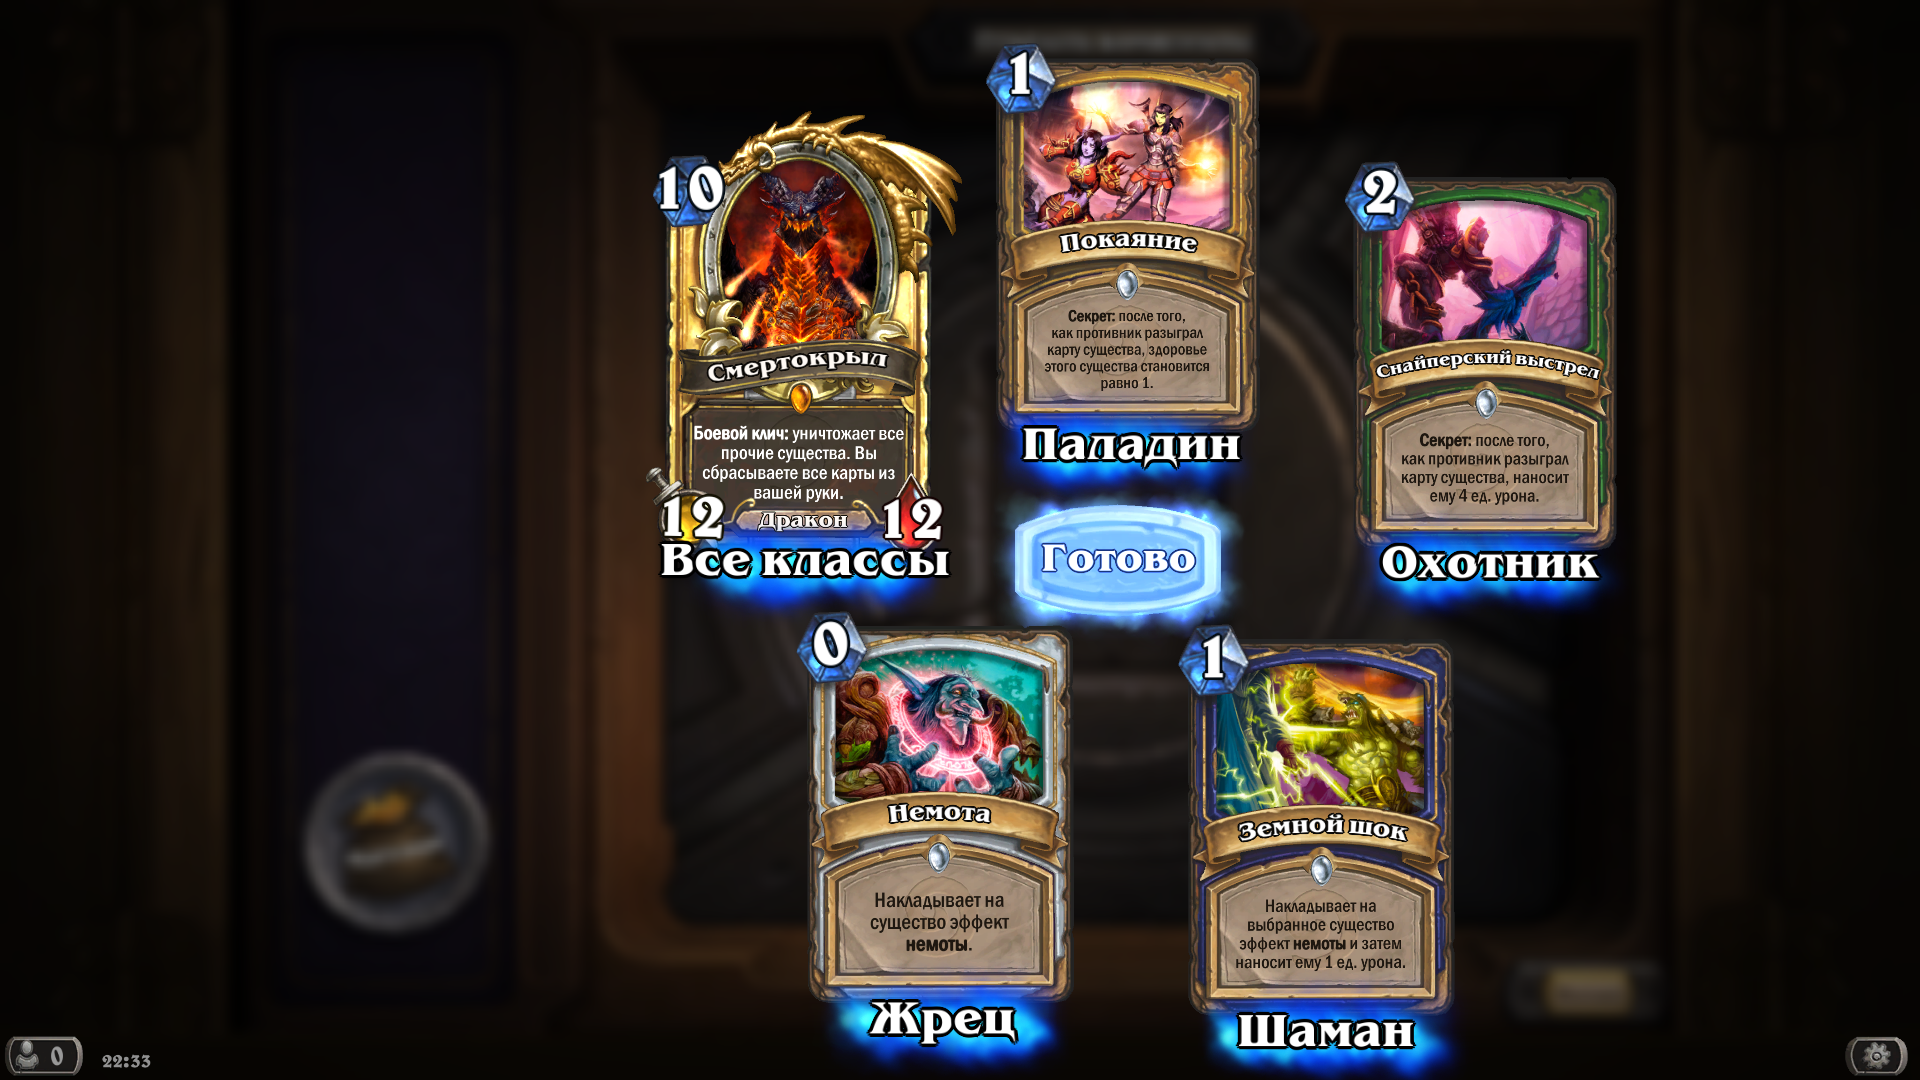 10
Смертокрыл
Боевой клич: уничтожает все
прочие существа. Вы
сбрасываете все карты из
вашей руки.
12
Дракон
12
Все классы
1
Покаяние
Секрет: после того,
как противник разыграл
карту существа, здоровье
этого существа становится
равно 1.
Паладин
2
Снайперский выстрел
Секрет: после того,
как противник разыграл
карту существа, наносит
ему 4 ед. урона.
Охотник
Готово
0
Немота
Накладывает на
существо эффект
немоты.
Жрец
1
Земной шок
Накладывает на
выбранное существо
эффект немоты и затем
наносит ему 1 ед. урона.
Шаман
0
22:33